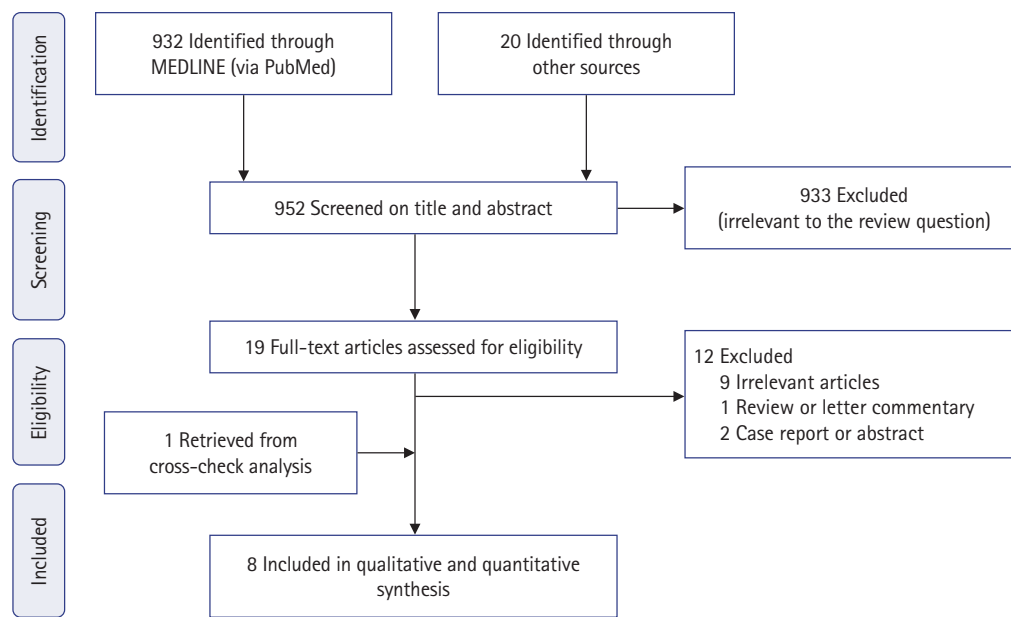 Identification
932 Identified through
MEDLINE (via PubMed)
20 Identified through
other sources
Screening
952 Screened on title and abstract
933 Excluded
(irrelevant to the review question)
Eligibility
19 Full-text articles assessed for eligibility
12 Excluded
9 Irrelevant articles
1 Review or letter commentary
2 Case report or abstract
1 Retrieved from
cross-check analysis
Included
8 Included in qualitative and quantitative
synthesis